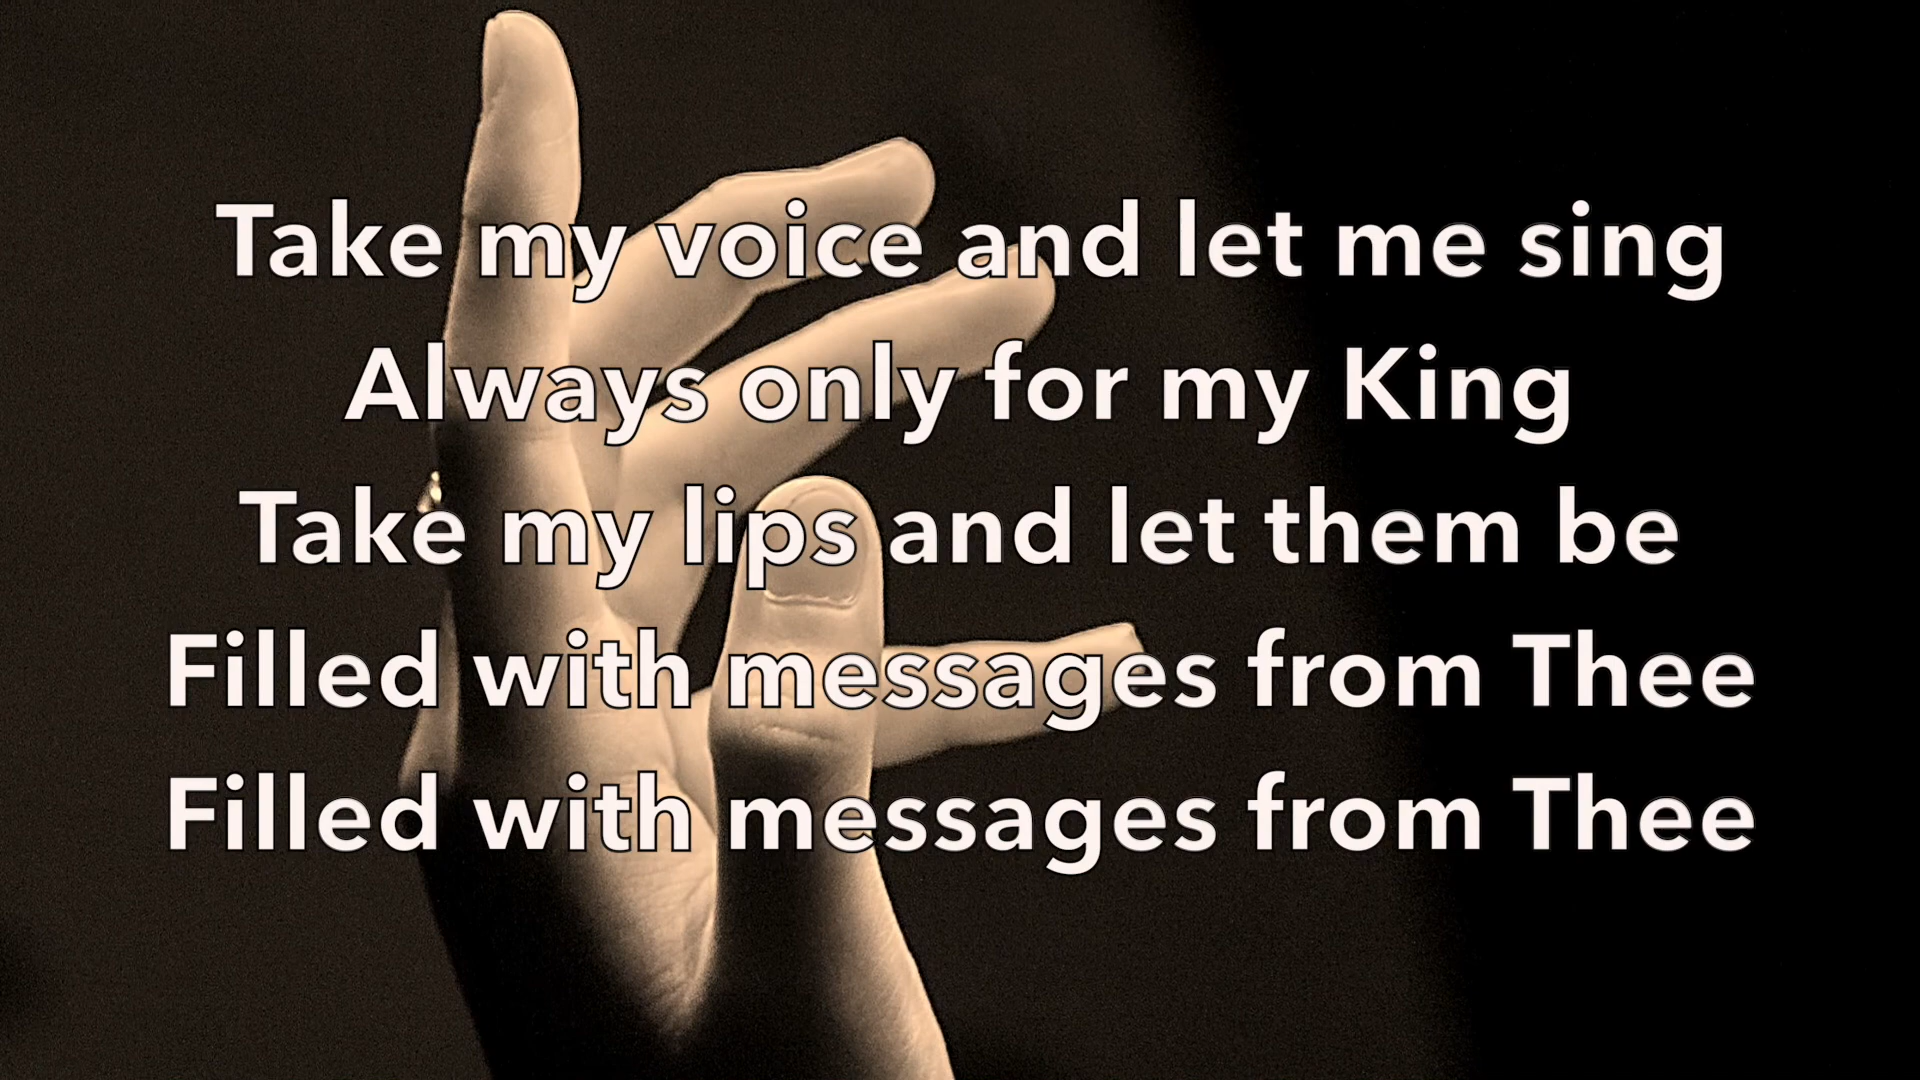 Take my voice and let me sing
Always only for my King
Take my lips and let them be
Filled with messages from Thee
Filled with messages from Thee